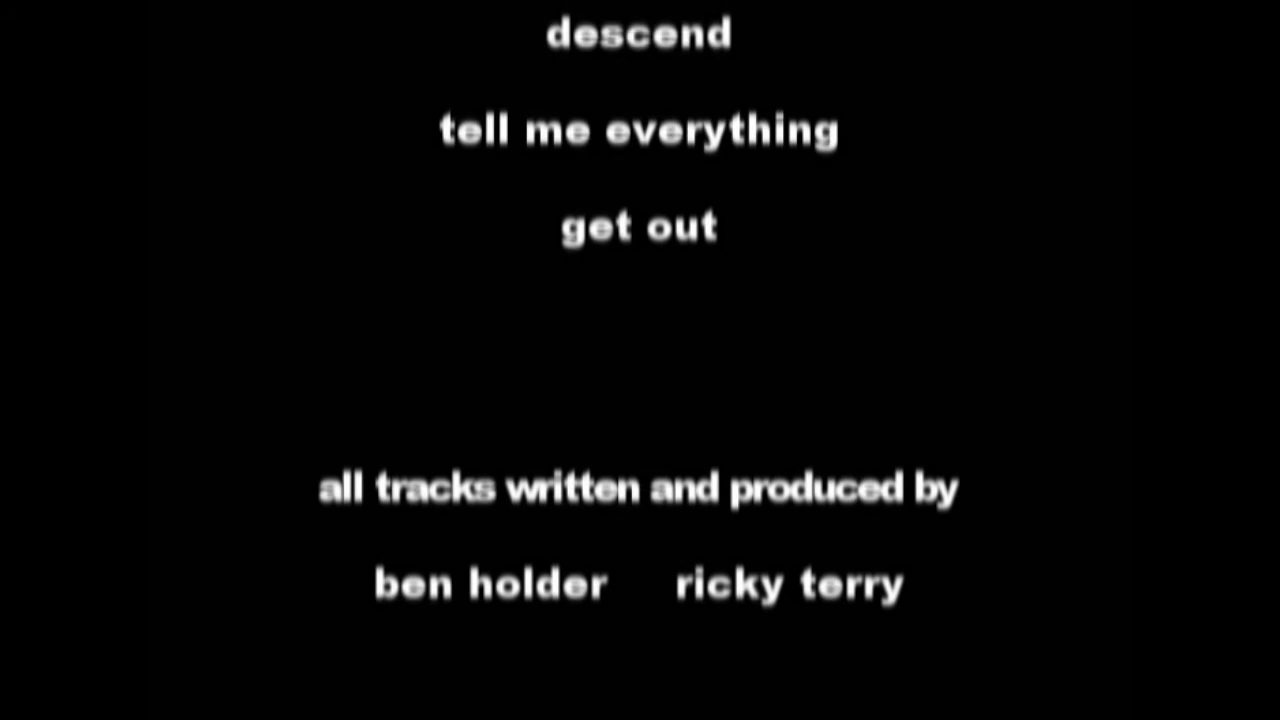 descend
tell me everything
get out
all tracks written and produced by
ben holder ricky terry